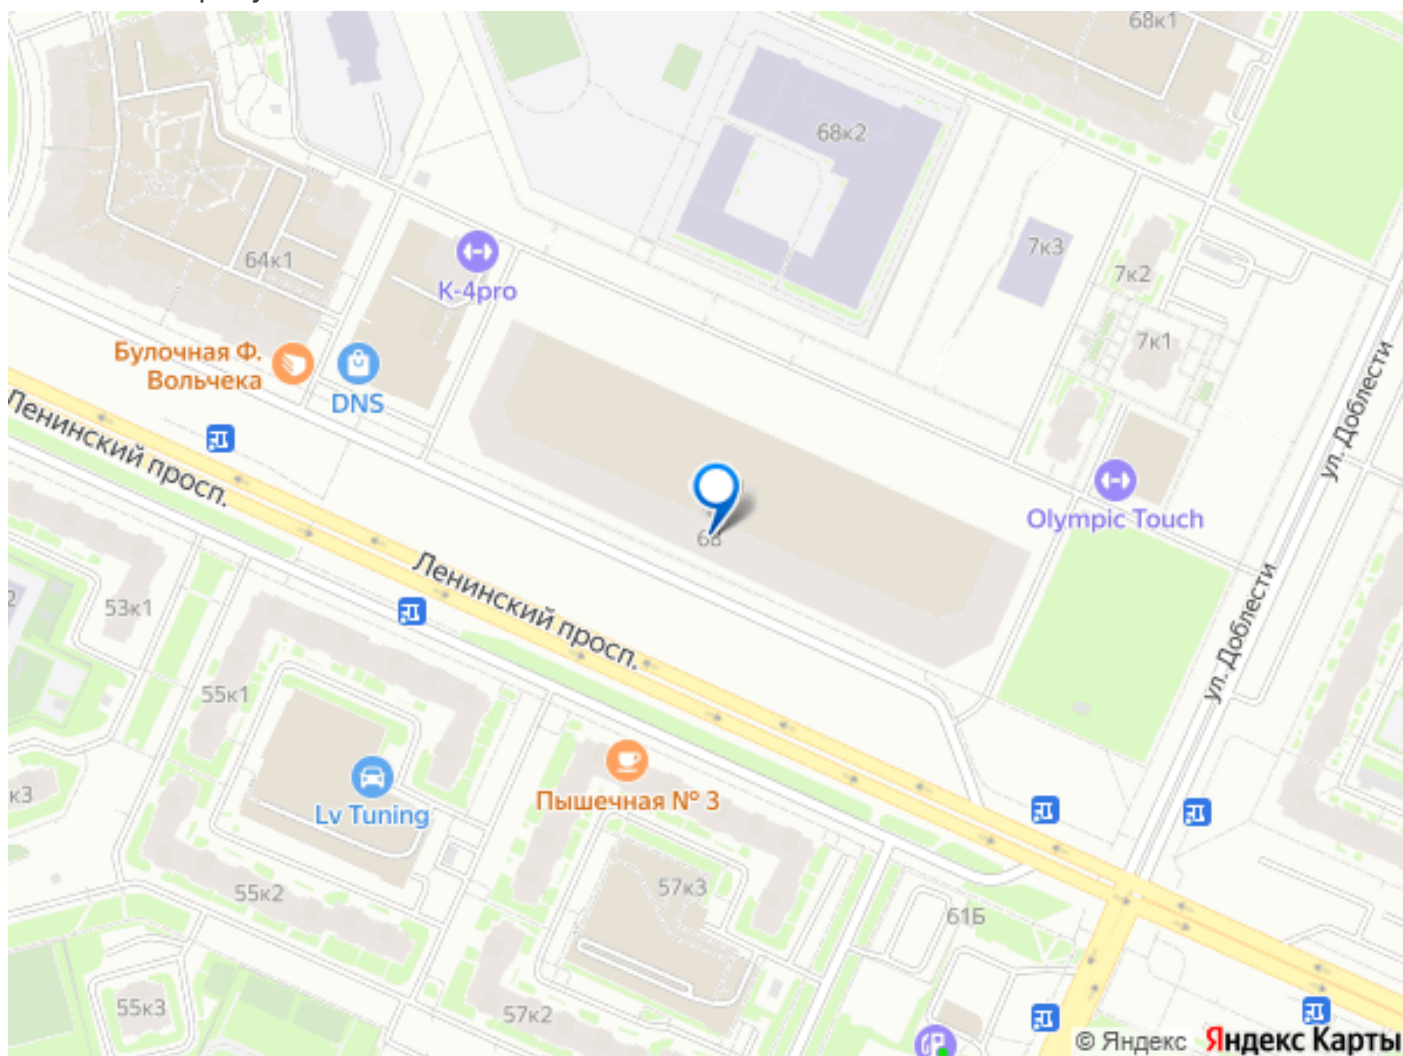 68к1
68к2
64к1
К-4pro
7к3
7к2
7к1
Булочная Ф.
Вольчека
DNS
Ленинский просп.
ул. Доблести
Olympic Touch
68
Ленинский просп.
53к1
ул. Доблести
55к1
Пышечная № 3
Lv Tuning
к3
55к2
57к3
61Б
55к3
57к2
© Яндекс Яндекс Карты